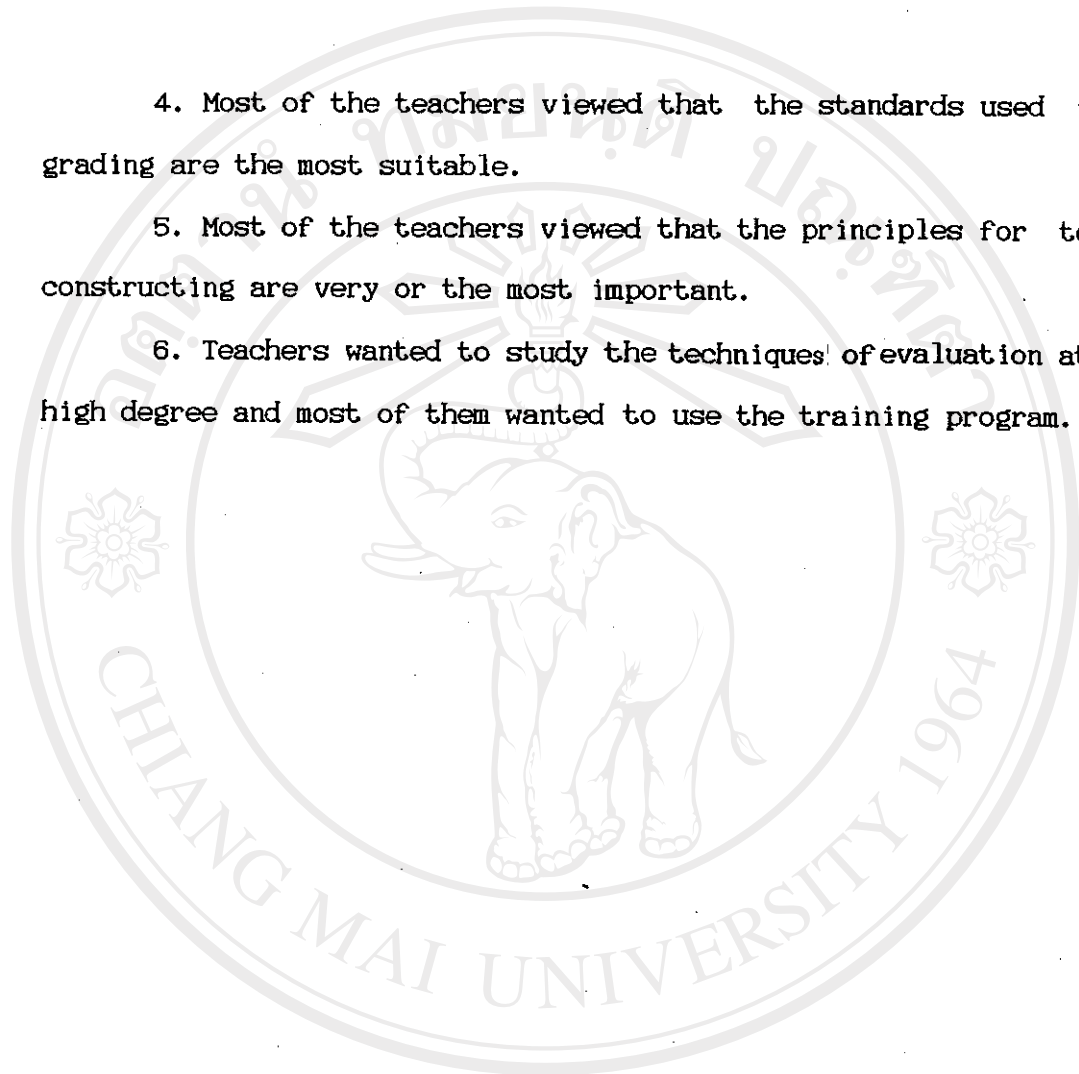 4. Most of the teachers viewed that the standards used
grading are the most suitable.
5. Most of the teachers viewed that the principles for te
constructing are very or the most important.
6. Teachers wanted to study the techniques of evaluation at
high degree and most of them wanted to use the training program.
CHIANG MAI UNIVERSITY 1964